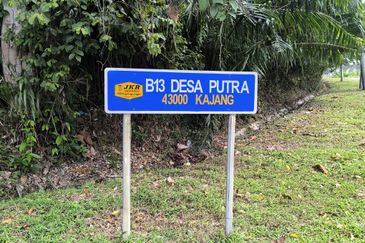 JKR
B13 DESA PUTRA
43000 KAJANG